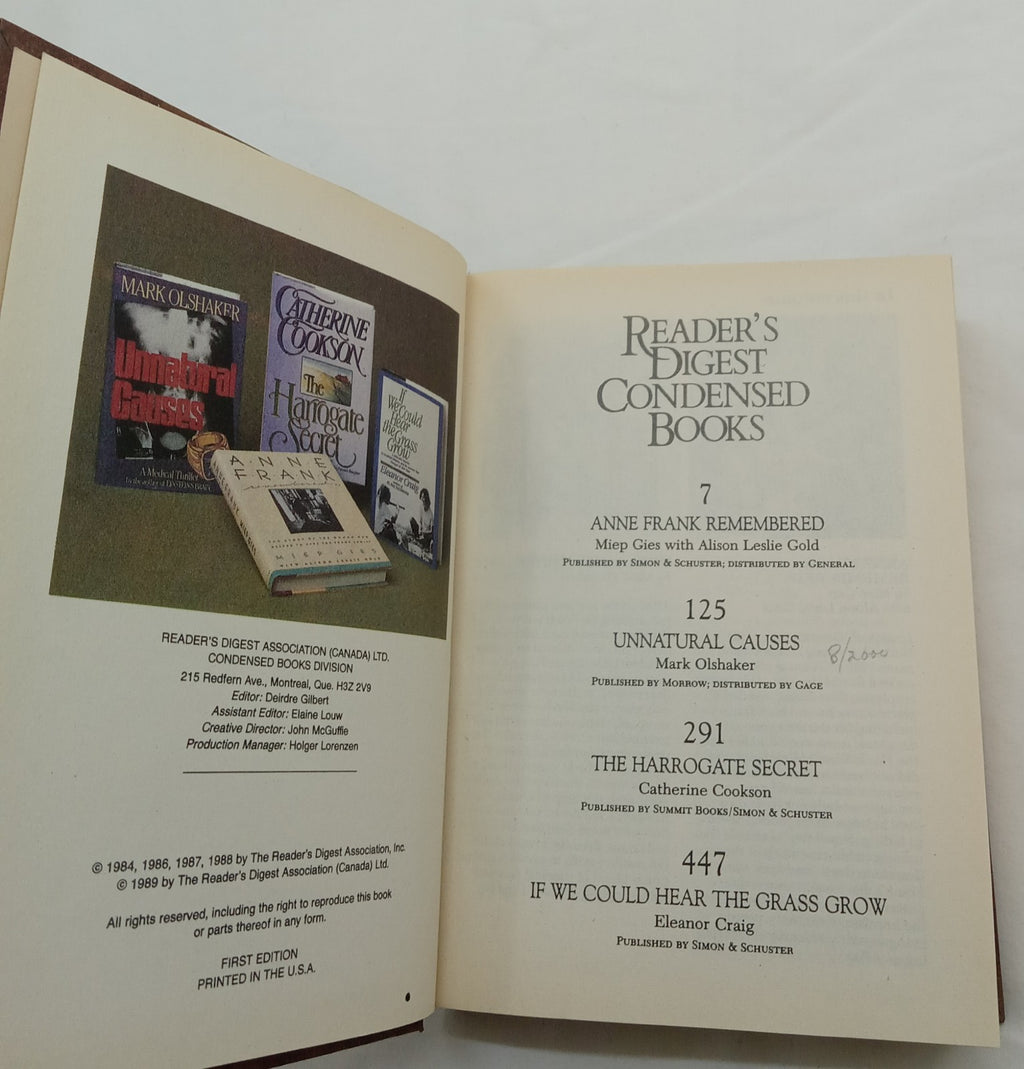 MARK OLSHAKER
Unnatural
Causes
A Medical Thriller
CATHERINE
COOKSON
The
Harrogate
Secret
If
We Could
Hear
the Grass
Grow
Eleanor Craig
ANNE
FRANK
remembered
MIEP GIES
WITH ALISON LESLIE GOLD
READER'S DIGEST ASSOCIATION (CANADA) LTD.
CONDENSED BOOKS DIVISION
215 Redfern Ave., Montreal, Que. H3Z 2V9
Editor: Deirdre Gilbert
Assistant Editor: Elaine Louw
Creative Director: John McGuffie
Production Manager: Holger Lorenzen
© 1984, 1986, 1987, 1988 by The Reader's Digest Association, Inc.
© 1989 by The Reader's Digest Association (Canada) Ltd.
All rights reserved, including the right to reproduce this book
or parts thereof in any form.
FIRST EDITION
PRINTED IN THE U.S.A.
READER'S
DIGEST
CONDENSED
BOOKS
7
ANNE FRANK REMEMBERED
Miep Gies with Alison Leslie Gold
PUBLISHED BY SIMON & SCHUSTER; DISTRIBUTED BY GENERAL
125
UNNATURAL CAUSES
8/2000
Mark Olshaker
PUBLISHED BY MORROW; DISTRIBUTED BY GAGE
291
THE HARROGATE SECRET
Catherine Cookson
PUBLISHED BY SUMMIT BOOKS/SIMON & SCHUSTER
447
IF WE COULD HEAR THE GRASS GROW
Eleanor Craig
PUBLISHED BY SIMON & SCHUSTER